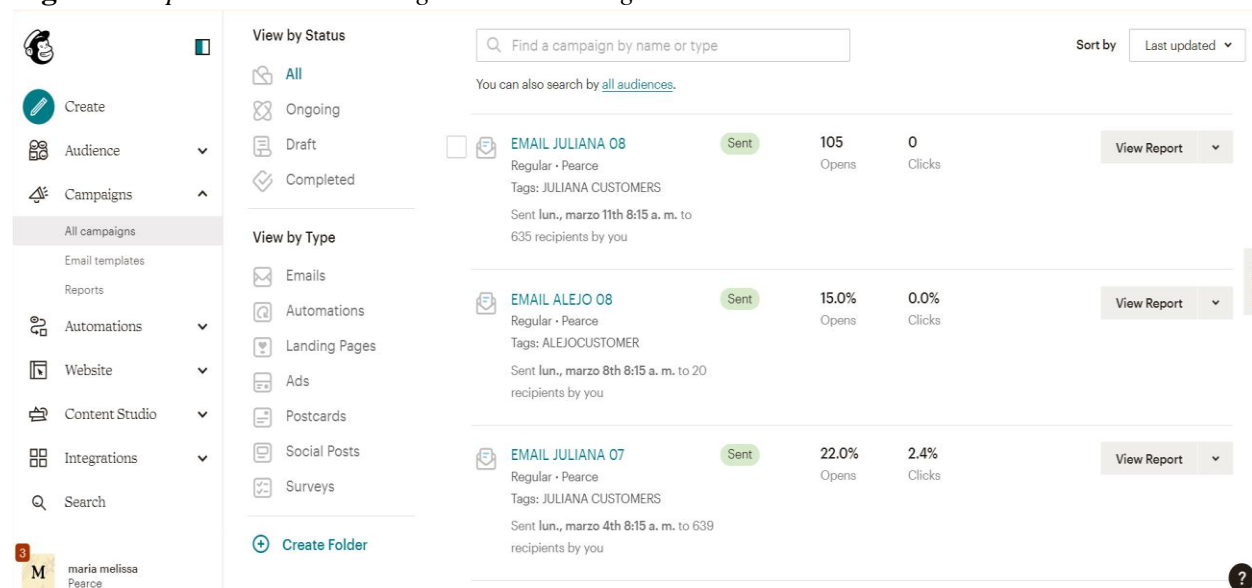 Create
Audience
Campaigns
All campaigns
Email templates
Reports
Automations
Website
Content Studio
Integrations
Search
3
M
maria melissa
Pearce
View by Status
All
Ongoing
Draft
Completed
View by Type
Emails
Automations
Landing Pages
Ads
Postcards
Social Posts
Surveys
Create Folder
Find a campaign by name or type
Sort by
Last updated
You can also search by all audiences.
EMAIL JULIANA 08
Sent
105
0
View Report
Regular · Pearce
Opens
Clicks
Tags: JULIANA CUSTOMERS
Sent lun., marzo 11th 8:15 a. m. to
635 recipients by you
EMAIL ALEJO 08
Sent
15.0%
0.0%
View Report
Regular · Pearce
Opens
Clicks
Tags: ALEJOCUSTOMER
Sent lun., marzo 8th 8:15 a. m. to 20
recipients by you
EMAIL JULIANA 07
Sent
22.0%
2.4%
View Report
Regular · Pearce
Opens
Clicks
Tags: JULIANA CUSTOMERS
Sent lun., marzo 4th 8:15 a. m. to 639
recipients by you
?